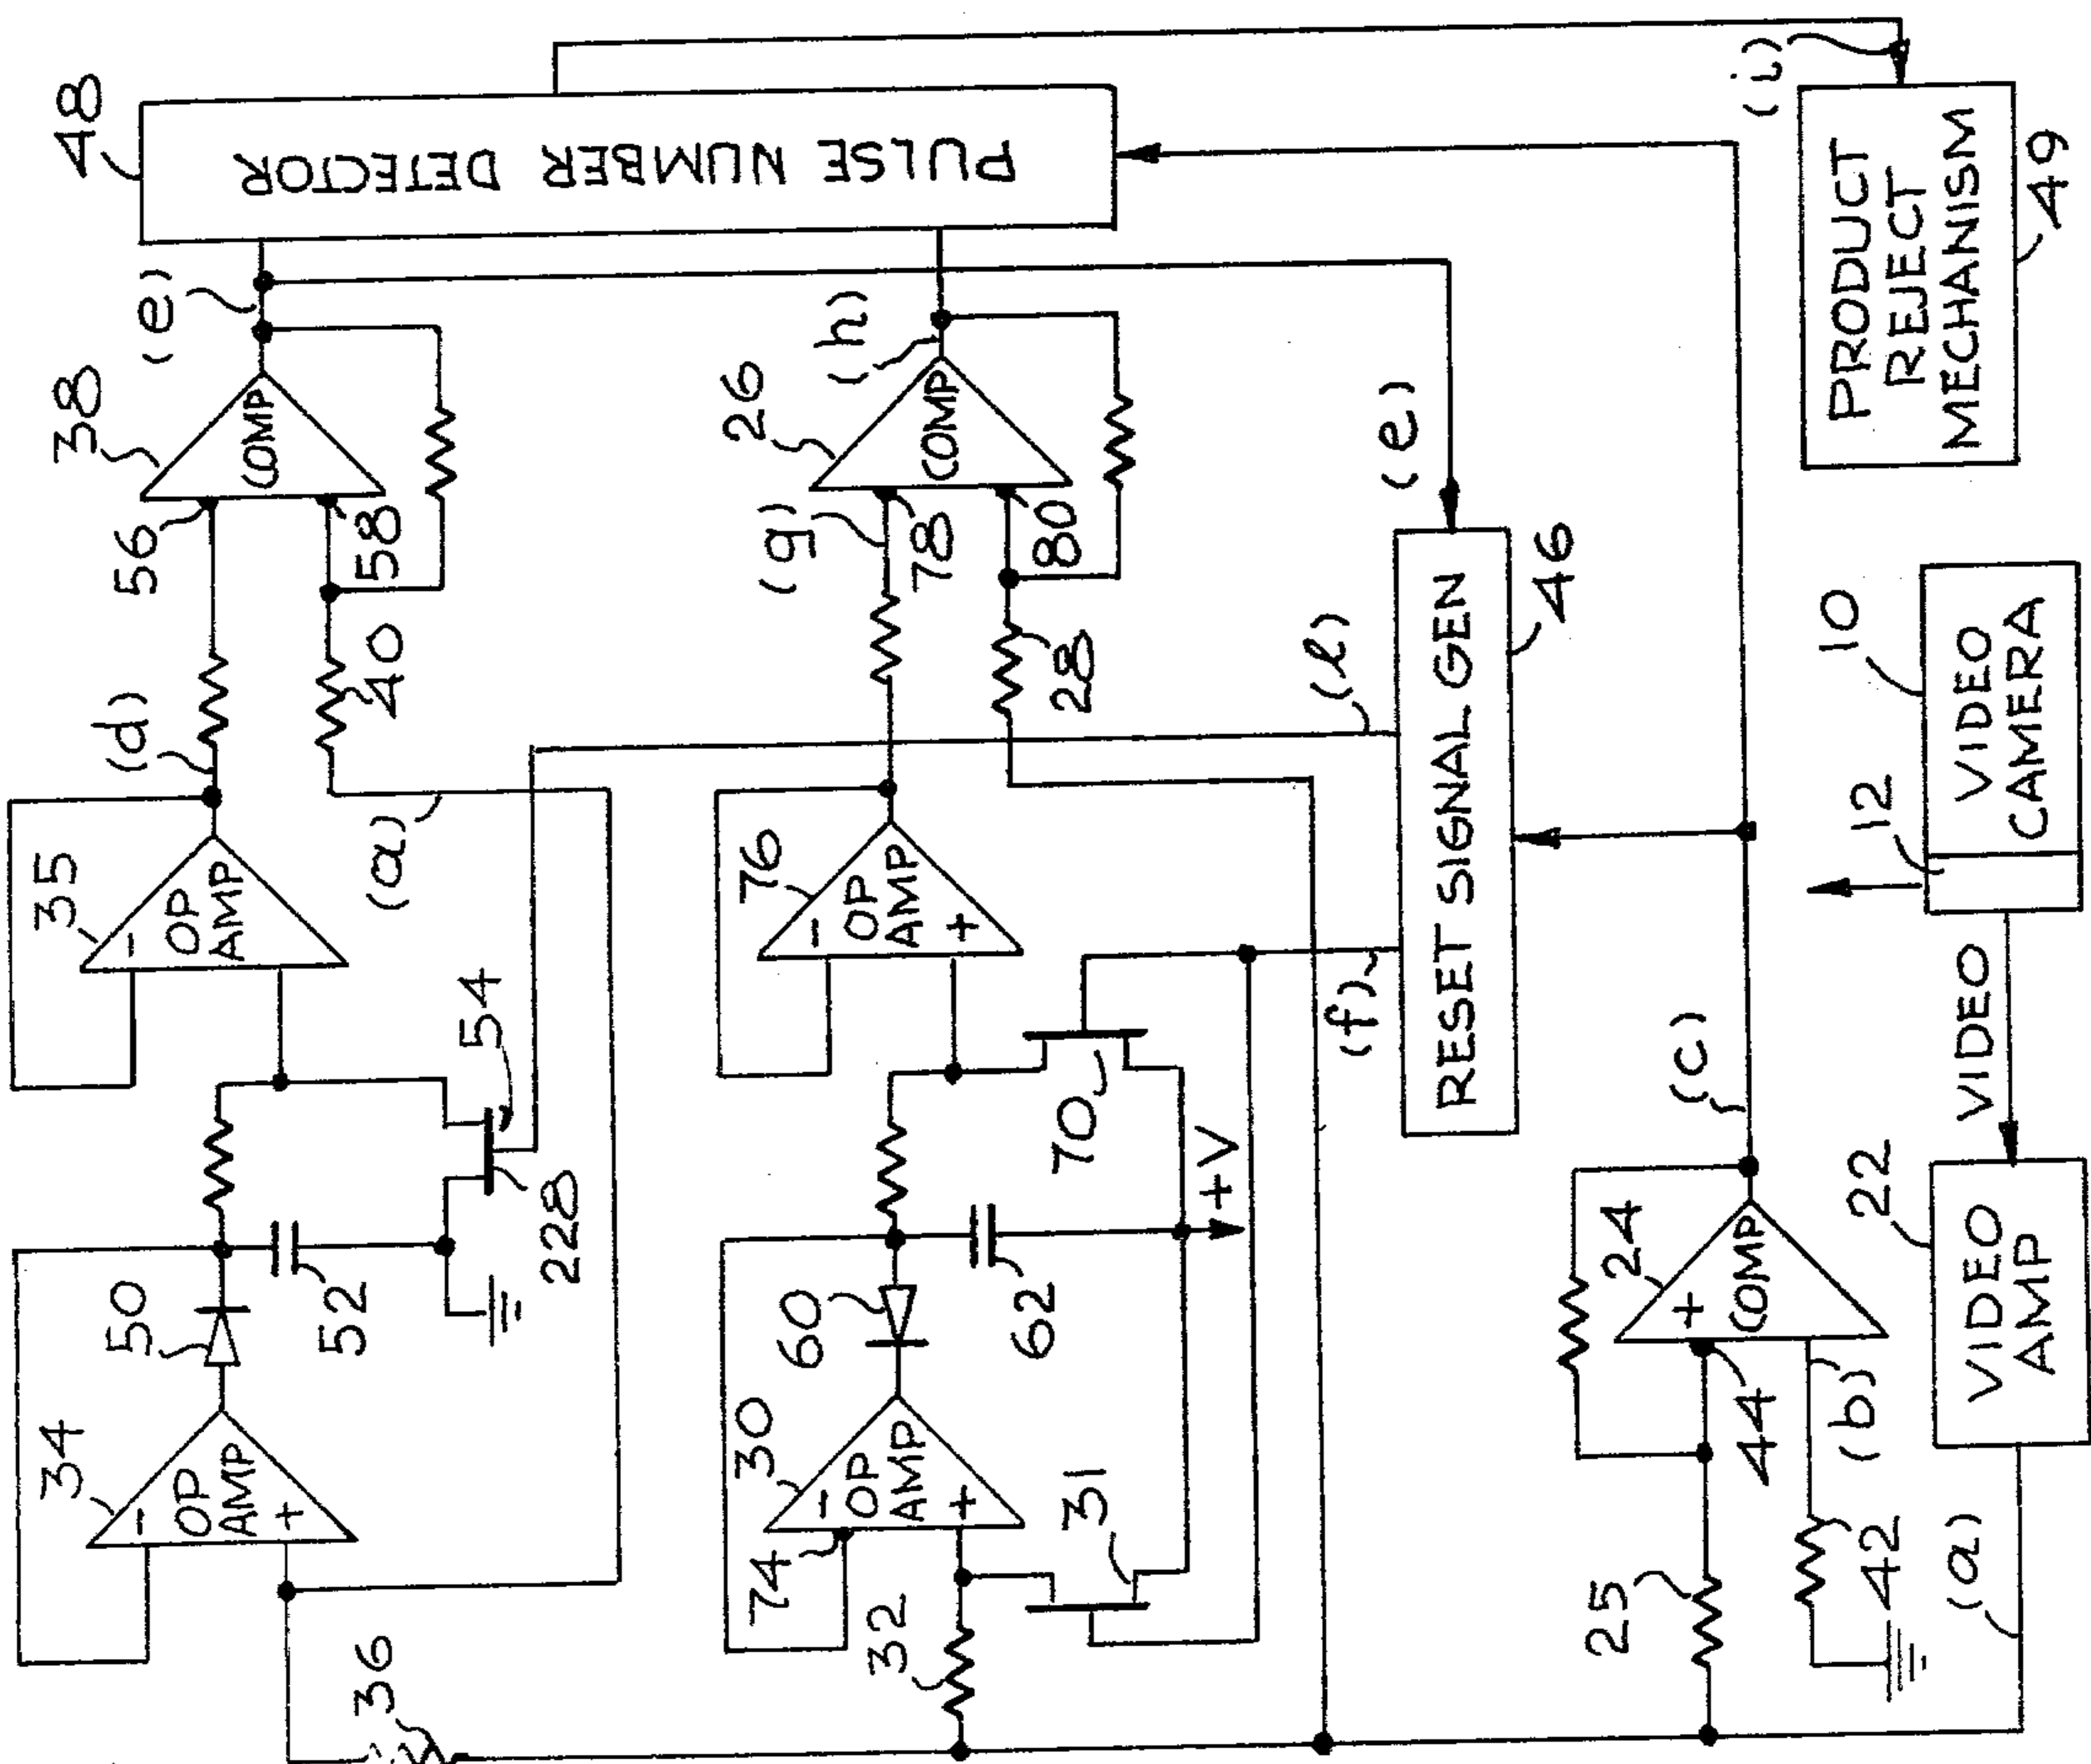 34
-
OP
AMP
+
50
52
35
-
OP
AMP
54
228
(d)
(a)
40
56
58
38
COMP
(e)
48
PULSE NUMBER DETECTOR
36
32
74
30
-
OP
AMP
+
31
60
62
+V
70
76
-
OP
AMP
+
(g)
78
80
28
26
COMP
(h)
(f)
(l)
(e)
RESET SIGNAL GEN
46
25
42
44
(b)
24
+
COMP
(c)
(a)
VIDEO
AMP
22
VIDEO
12
10
VIDEO
CAMERA
PRODUCT
REJECT
MECHANISM
49
(i)